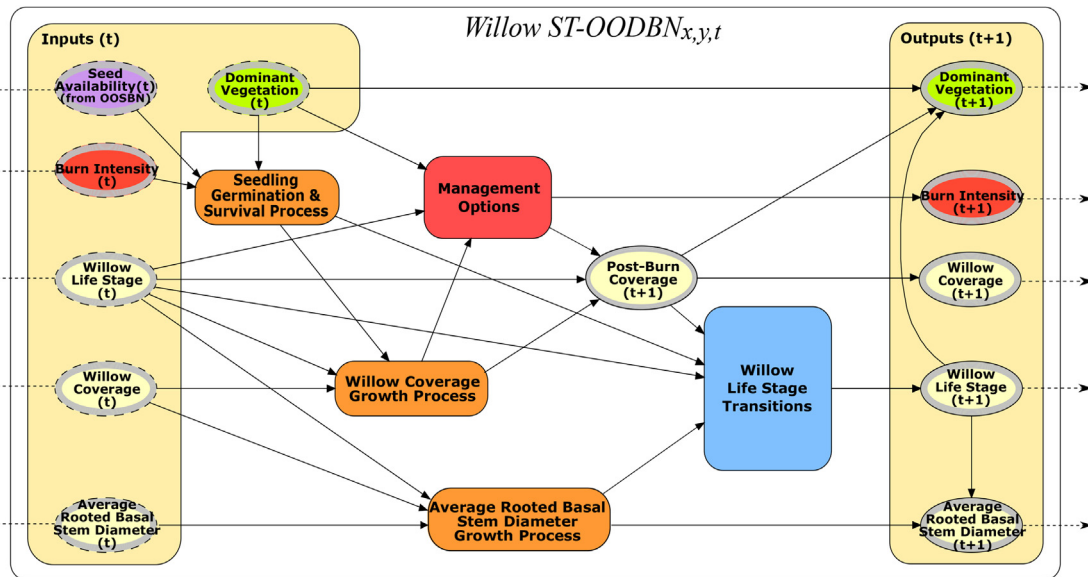 Willow ST-OODBNx,y,t
Inputs (t)
Seed
Availability(t)
(from OOSBN)
Dominant
Vegetation
(t)
Burn Intensity
(t)
Seedling
Germination &
Survival Process
Management
Options
Willow
Life Stage
(t)
Post-Burn
Coverage
(t+1)
Willow
Coverage
(t)
Willow Coverage
Growth Process
Willow
Life Stage
Transitions
Average
Rooted Basal
Stem Diameter
(t)
Average Rooted Basal
Stem Diameter
Growth Process
Outputs (t+1)
Dominant
Vegetation
(t+1)
Burn Intensity
(t+1)
Willow
Coverage
(t+1)
Willow
Life Stage
(t+1)
Average
Rooted Basal
Stem Diameter
(t+1)